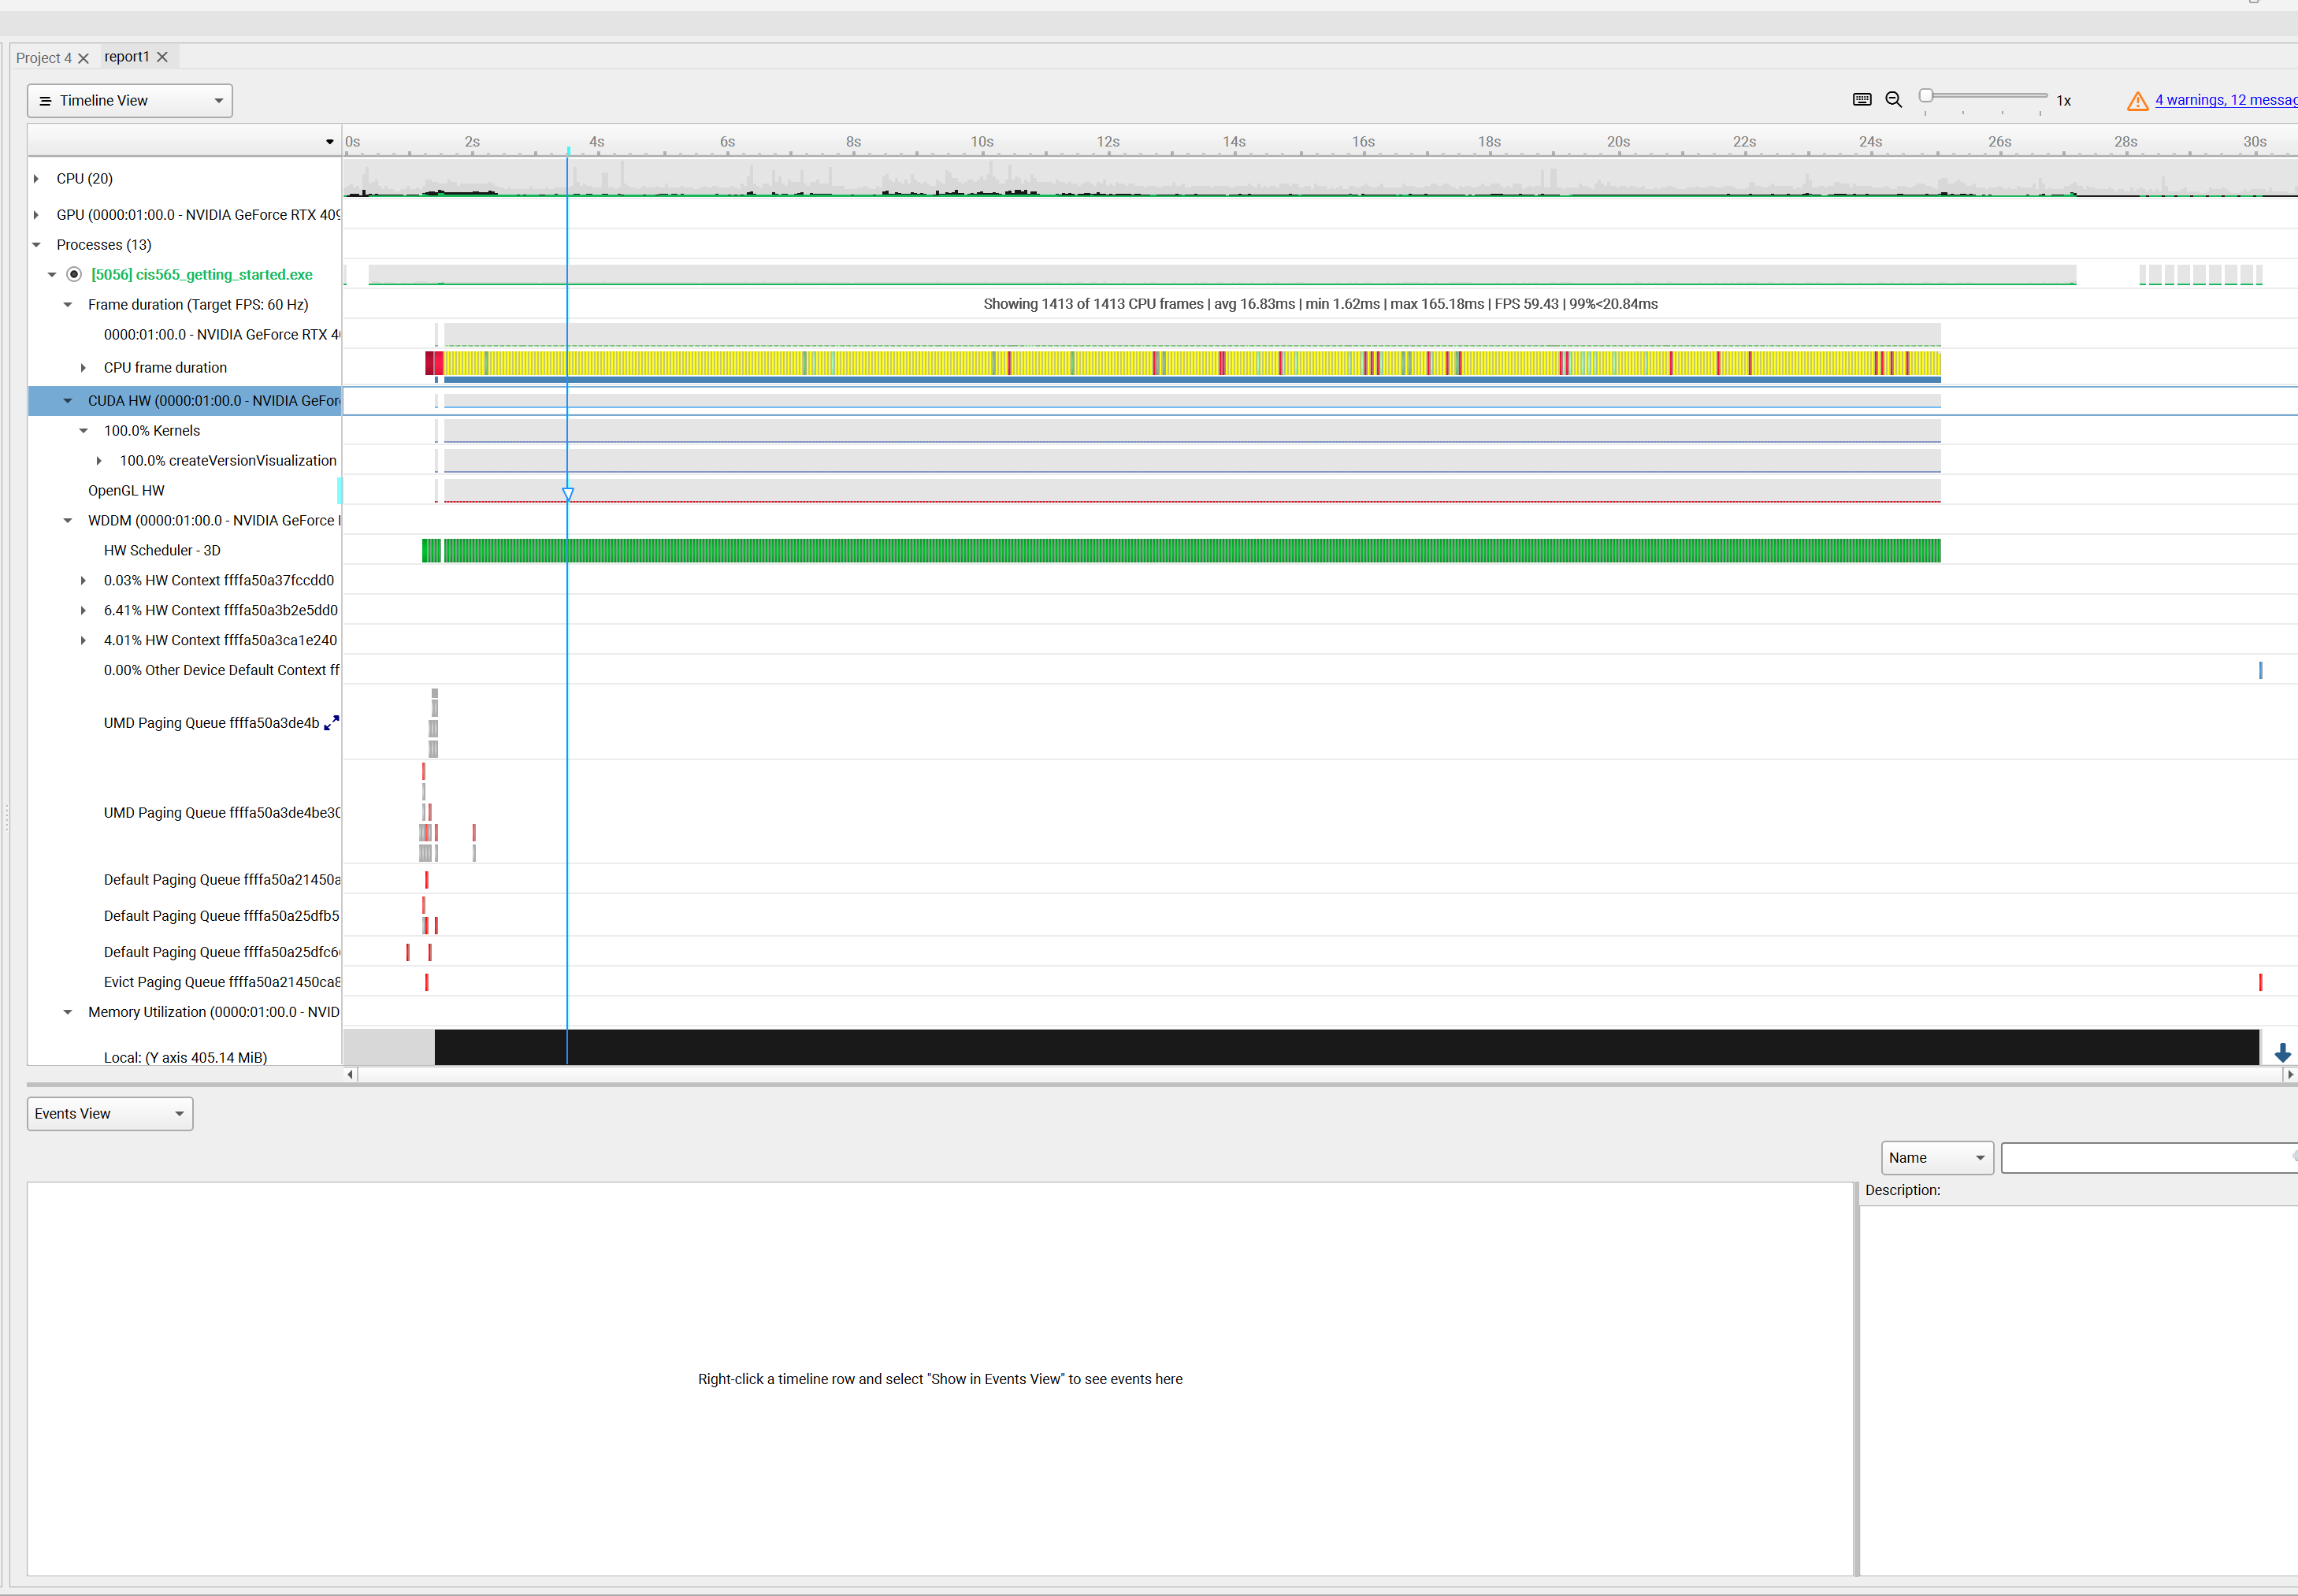 Project 4
report1
Timeline View
1x
4 warnings, 12 messag
0s 2s 4s 6s 8s 10s 12s 14s 16s 18s 20s 22s 24s 26s 28s 30s
CPU (20)
GPU (0000:01:00.0 - NVIDIA GeForce RTX 409
Processes (13)
[5056] cis565_getting_started.exe
Frame duration (Target FPS: 60 Hz)
Showing 1413 of 1413 CPU frames | avg 16.83ms | min 1.62ms | max 165.18ms | FPS 59.43 | 99%<20.84ms
0000:01:00.0 - NVIDIA GeForce RTX 4
CPU frame duration
CUDA HW (0000:01:00.0 - NVIDIA GeFor
100.0% Kernels
100.0% createVersionVisualization
OpenGL HW
WDDM (0000:01:00.0 - NVIDIA GeForce
HW Scheduler - 3D
0.03% HW Context ffffa50a37fccdd0
6.41% HW Context ffffa50a3b2e5dd0
4.01% HW Context ffffa50a3ca1e240
0.00% Other Device Default Context ff
UMD Paging Queue ffffa50a3de4b
UMD Paging Queue ffffa50a3de4be30
Default Paging Queue ffffa50a21450a
Default Paging Queue ffffa50a25dfb5
Default Paging Queue ffffa50a25dfc6
Evict Paging Queue ffffa50a21450ca8
Memory Utilization (0000:01:00.0 - NVID
Local: (Y axis 405.14 MiB)
Events View
Name
Description:
Right-click a timeline row and select "Show in Events View" to see events here